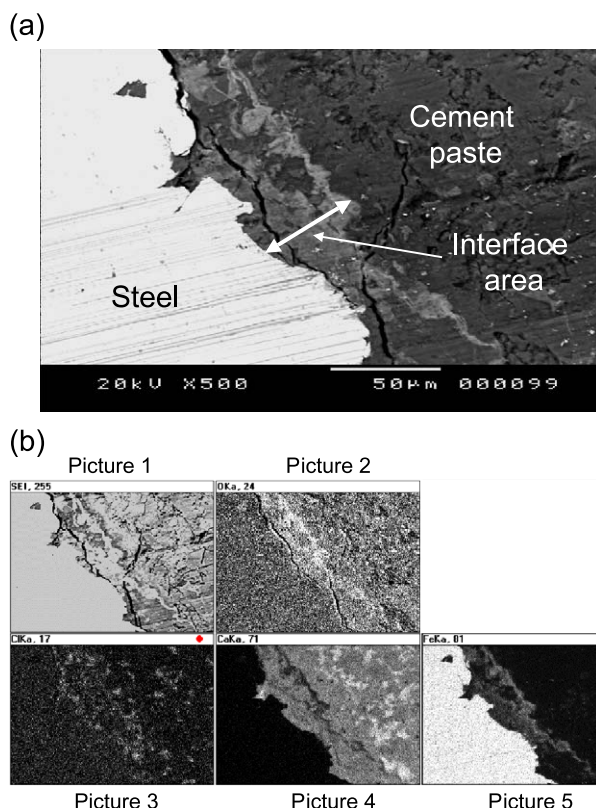 (a)
Cement
paste
Interface
area
Steel
20kV X500 50µm 000099
(b)
Picture 1 Picture 2
SEI, 255 OKa, 24
ClKa, 17 CaKa, 71 FeKa, 81
Picture 3 Picture 4 Picture 5